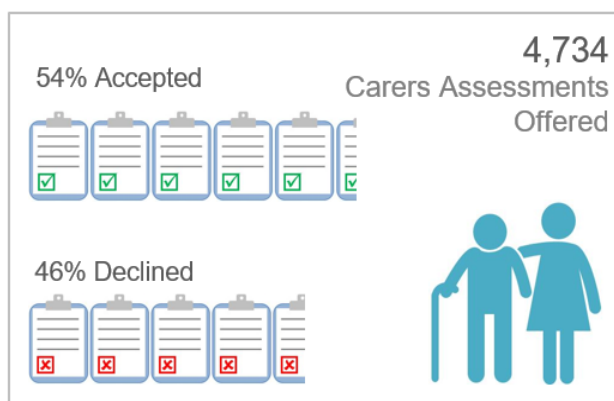 54% Accepted
4,734
Carers Assessments
Offered
46% Declined